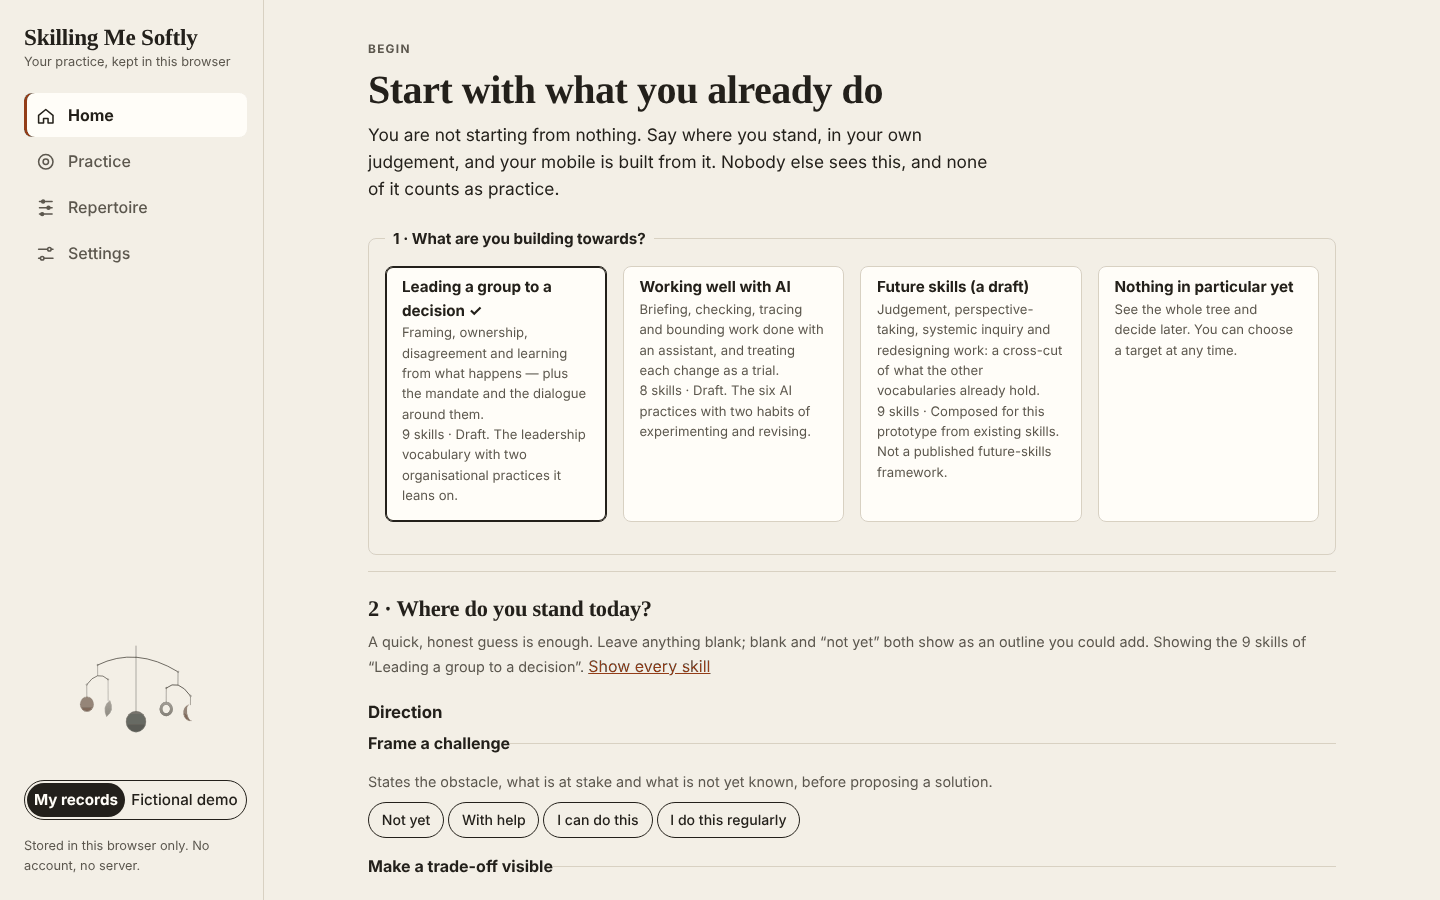 Skilling Me Softly
Your practice, kept in this browser
Home
Practice
Repertoire
Settings
My records
Fictional demo
Stored in this browser only. No
account, no server.
BEGIN
Start with what you already do
You are not starting from nothing. Say where you stand, in your own
judgement, and your mobile is built from it. Nobody else sees this, and none
of it counts as practice.
1 · What are you building towards?
Leading a group to a
decision ✓
Framing, ownership,
disagreement and learning
from what happens — plus
the mandate and the dialogue
around them.
9 skills · Draft. The leadership
vocabulary with two
organisational practices it
leans on.
Working well with AI
Briefing, checking, tracing
and bounding work done with
an assistant, and treating
each change as a trial.
8 skills · Draft. The six AI
practices with two habits of
experimenting and revising.
Future skills (a draft)
Judgement, perspective-
taking, systemic inquiry and
redesigning work: a cross-cut
of what the other
vocabularies already hold.
9 skills · Composed for this
prototype from existing skills.
Not a published future-skills
framework.
Nothing in particular yet
See the whole tree and
decide later. You can choose
a target at any time.
2 · Where do you stand today?
A quick, honest guess is enough. Leave anything blank; blank and “not yet” both show as an outline you could add. Showing the 9 skills of
“Leading a group to a decision”. Show every skill
Direction
Frame a challenge
States the obstacle, what is at stake and what is not yet known, before proposing a solution.
Not yet
With help
I can do this
I do this regularly
Make a trade-off visible